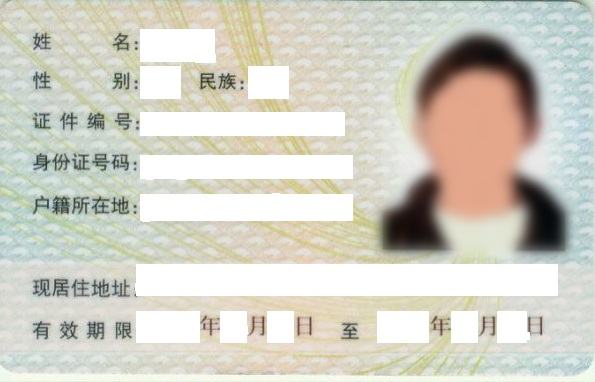 姓 名:
性 别: 民族:
证 件 编 号:
身份证号码:
户籍所在地:
现居住地址:
有 效 期 限 年 月 日 至 年 月 日